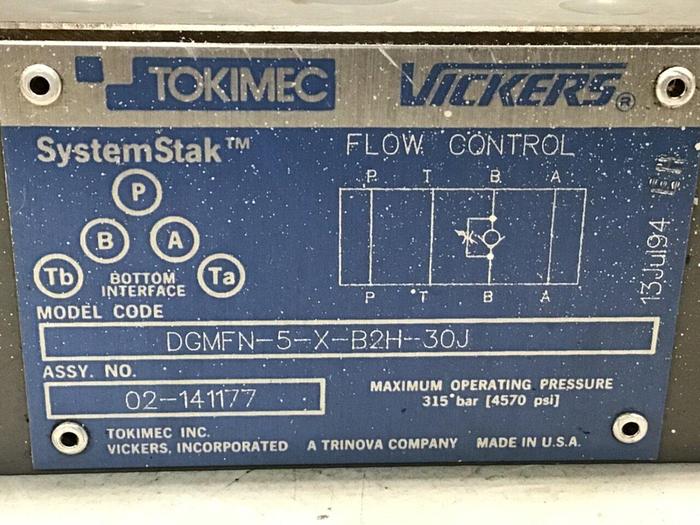 TOKIMEC VICKERS®
SystemStak™ FLOW CONTROL
P T B A
P
B A
Tb BOTTOM INTERFACE Ta
P T B A
13Jul94
MODEL CODE
DGMFN-5-X-B2H-30J
ASSY. NO.
02-141177
MAXIMUM OPERATING PRESSURE
315 bar [4570 psi]
TOKIMEC INC.
VICKERS, INCORPORATED A TRINOVA COMPANY MADE IN U.S.A.